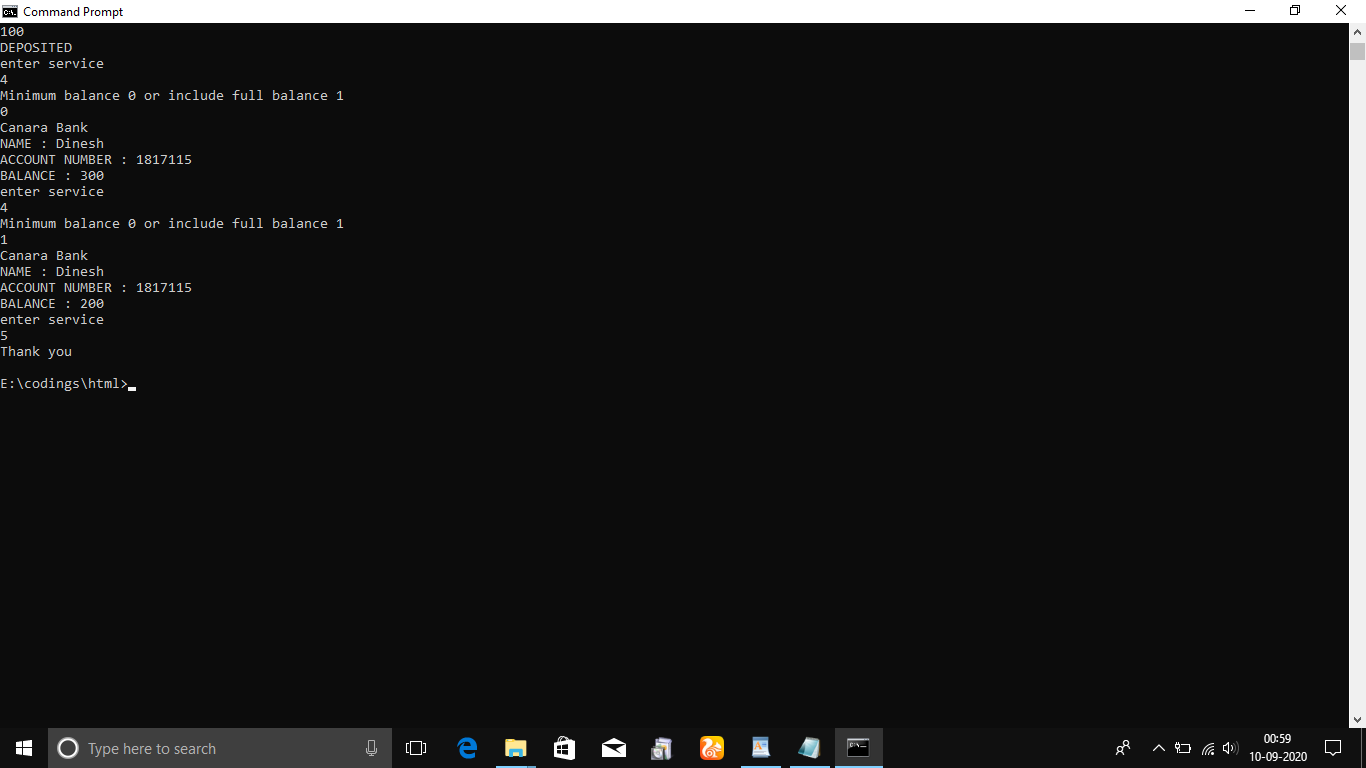 Command Prompt
100
DEPOSITED
enter service
4
Minimum balance 0 or include full balance 1
0
Canara Bank
NAME : Dinesh
ACCOUNT NUMBER : 1817115
BALANCE : 300
enter service
4
Minimum balance 0 or include full balance 1
1
Canara Bank
NAME : Dinesh
ACCOUNT NUMBER : 1817115
BALANCE : 200
enter service
5
Thank you
E:\codings\html>
Type here to search
00:59
10-09-2020